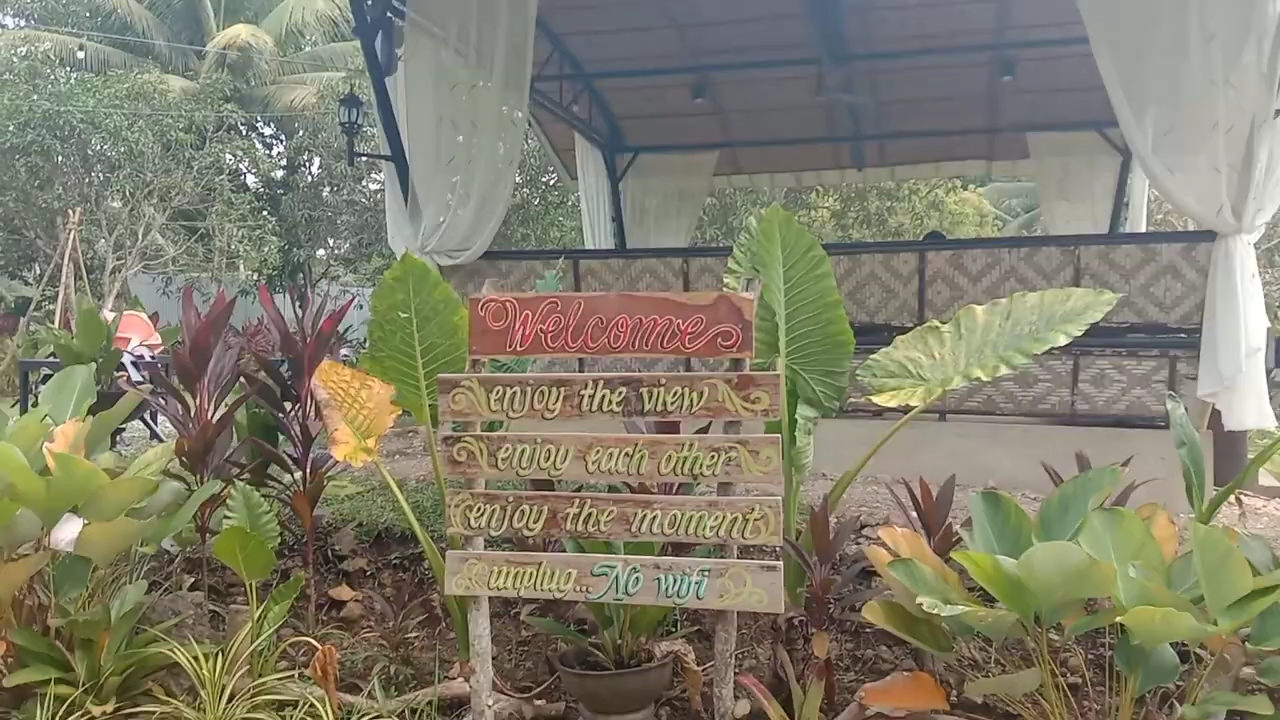 Welcome
enjoy the view
enjoy each other
enjoy the moment
unplug...No wifi